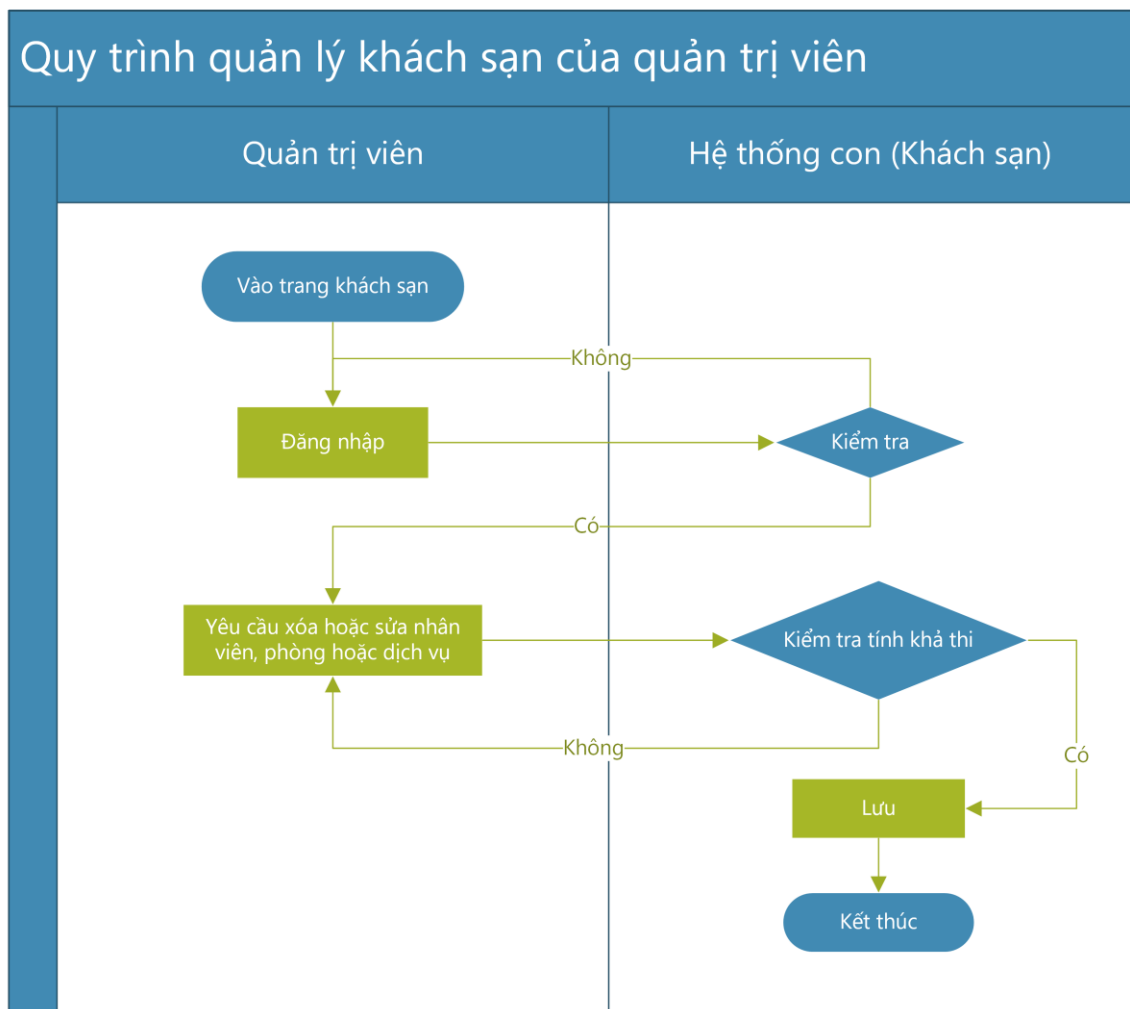 Quy trình quản lý khách sạn của quản trị viên
Quản trị viên
Hệ thống con (Khách sạn)
Vào trang khách sạn
Không
Đăng nhập
Kiểm tra
Có
Yêu cầu xóa hoặc sửa nhân
viên, phòng hoặc dịch vụ
Kiểm tra tính khả thi
Không
Có
Lưu
Kết thúc